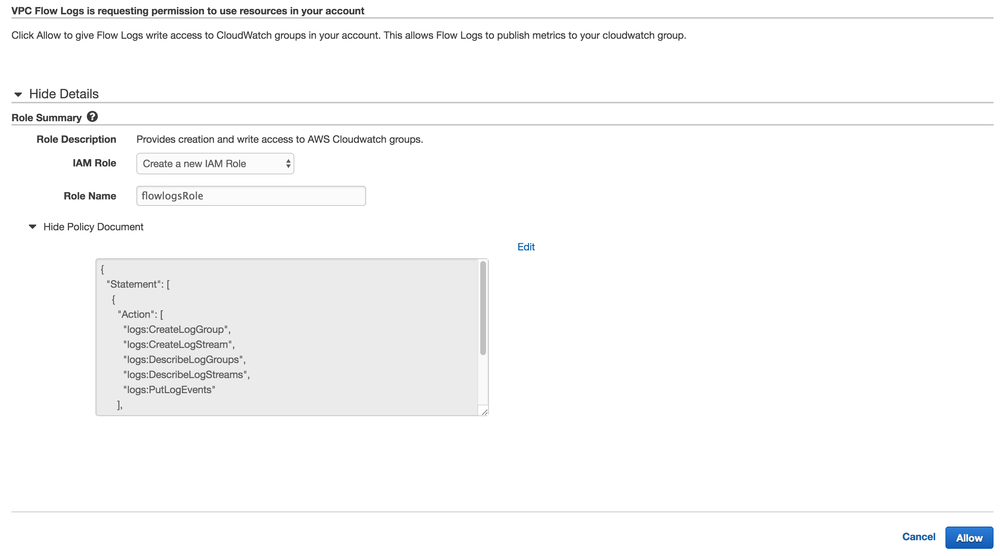 VPC Flow Logs is requesting permission to use resources in your account
Click Allow to give Flow Logs write access to CloudWatch groups in your account. This allows Flow Logs to publish metrics to your cloudwatch group.
Hide Details
Role Summary ?
Role Description Provides creation and write access to AWS Cloudwatch groups.
IAM Role Create a new IAM Role
Role Name flowlogsRole
Hide Policy Document
Edit
{
"Statement": [
{
"Action": [
"logs:CreateLogGroup",
"logs:CreateLogStream",
"logs:DescribeLogGroups",
"logs:DescribeLogStreams",
"logs:PutLogEvents"
],
Cancel Allow